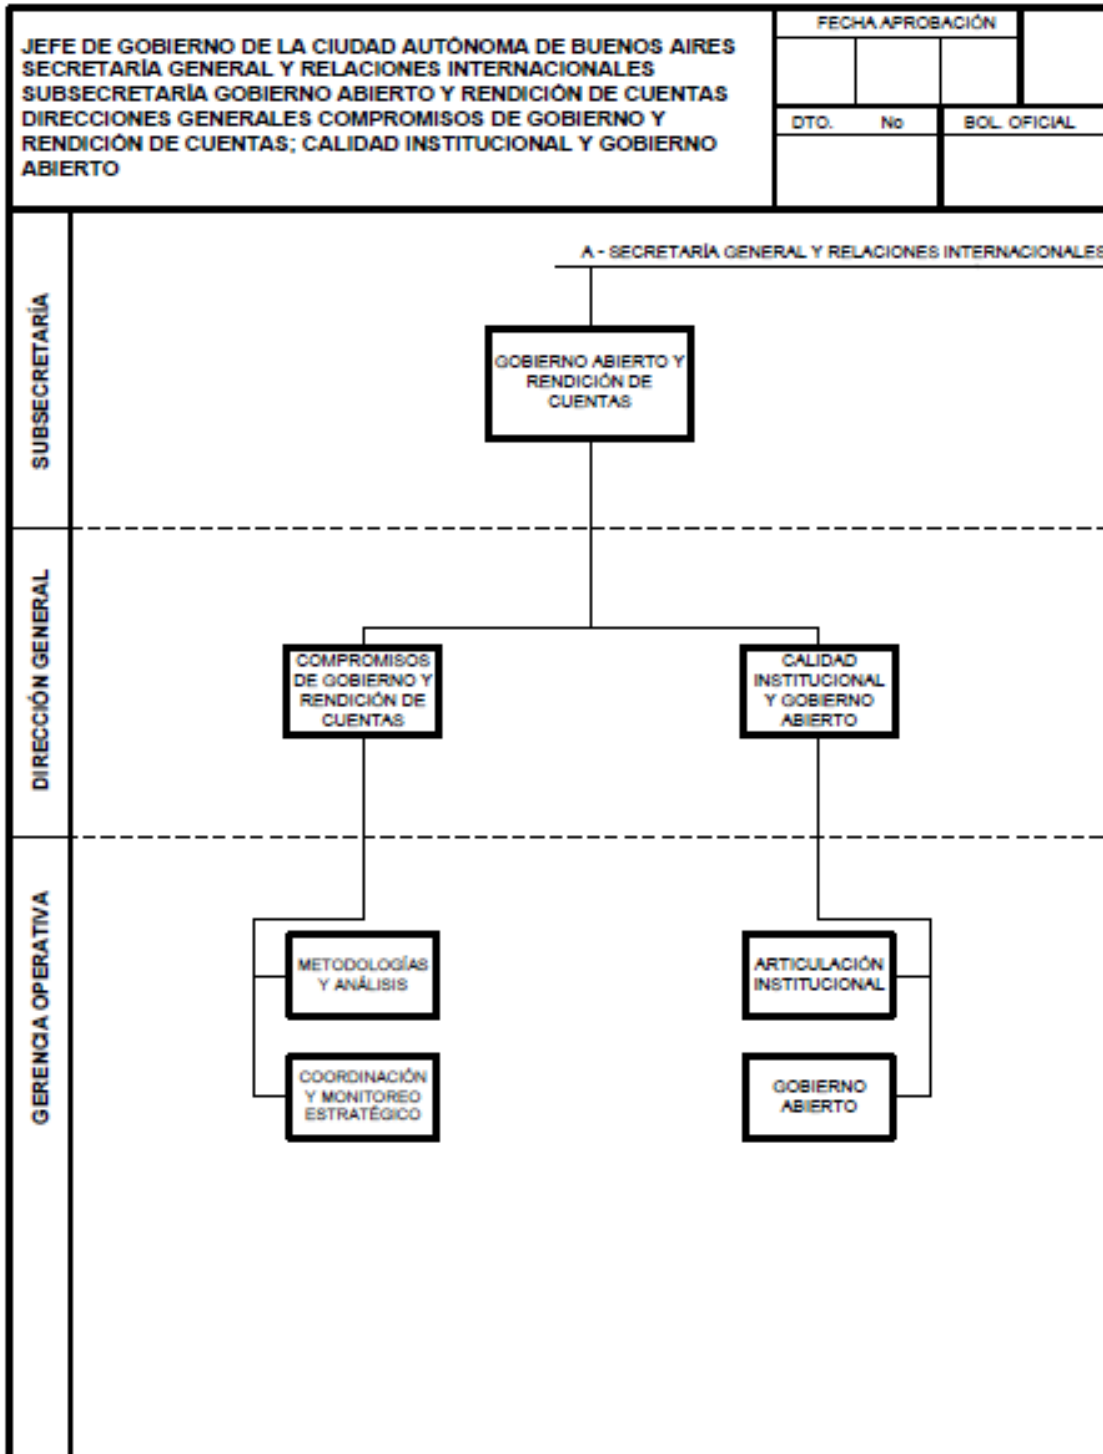 JEFE DE GOBIERNO DE LA CIUDAD AUTÓNOMA DE BUENOS AIRES
SECRETARÍA GENERAL Y RELACIONES INTERNACIONALES
SUBSECRETARÍA GOBIERNO ABIERTO Y RENDICIÓN DE CUENTAS
DIRECCIONES GENERALES COMPROMISOS DE GOBIERNO Y
RENDICIÓN DE CUENTAS; CALIDAD INSTITUCIONAL Y GOBIERNO
ABIERTO
FECHA APROBACIÓN
DTO. No
BOL. OFICIAL
SUBSECRETARÍA
A - SECRETARÍA GENERAL Y RELACIONES INTERNACIONALES
GOBIERNO ABIERTO Y
RENDICIÓN DE
CUENTAS
DIRECCIÓN GENERAL
COMPROMISOS
DE GOBIERNO Y
RENDICIÓN DE
CUENTAS
CALIDAD
INSTITUCIONAL
Y GOBIERNO
ABIERTO
GERENCIA OPERATIVA
METODOLOGÍAS
Y ANÁLISIS
ARTICULACIÓN
INSTITUCIONAL
COORDINACIÓN
Y MONITOREO
ESTRATÉGICO
GOBIERNO
ABIERTO